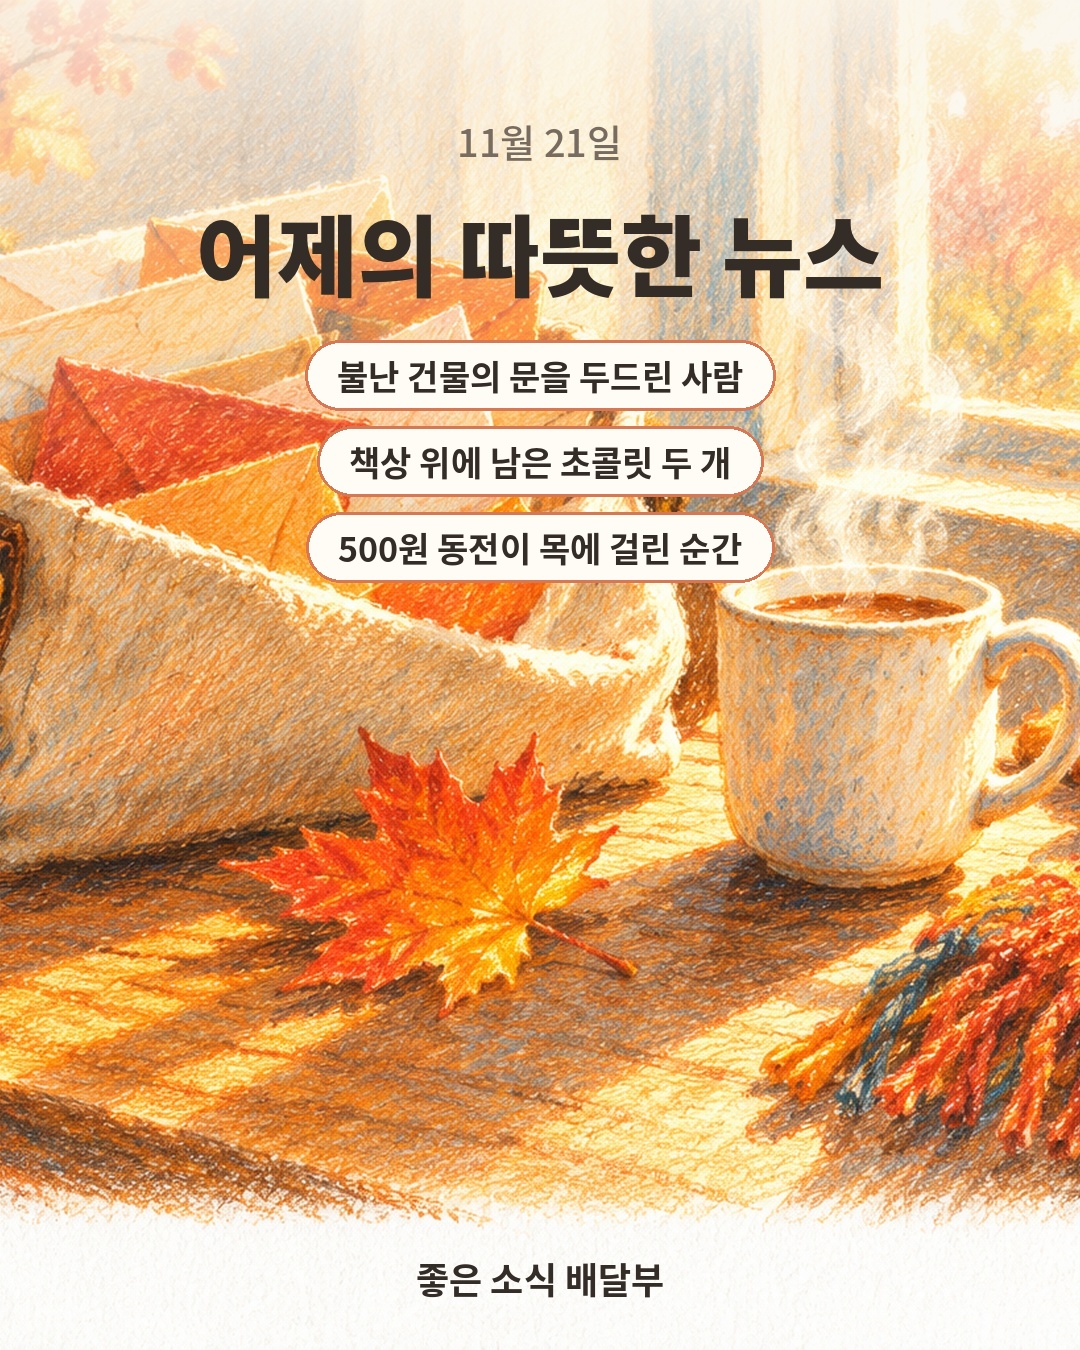 11월 21일
어제의 따뜻한 뉴스
불난 건물의 문을 두드린 사람
책상 위에 남은 초콜릿 두 개
500원 동전이 목에 걸린 순간
좋은 소식 배달부